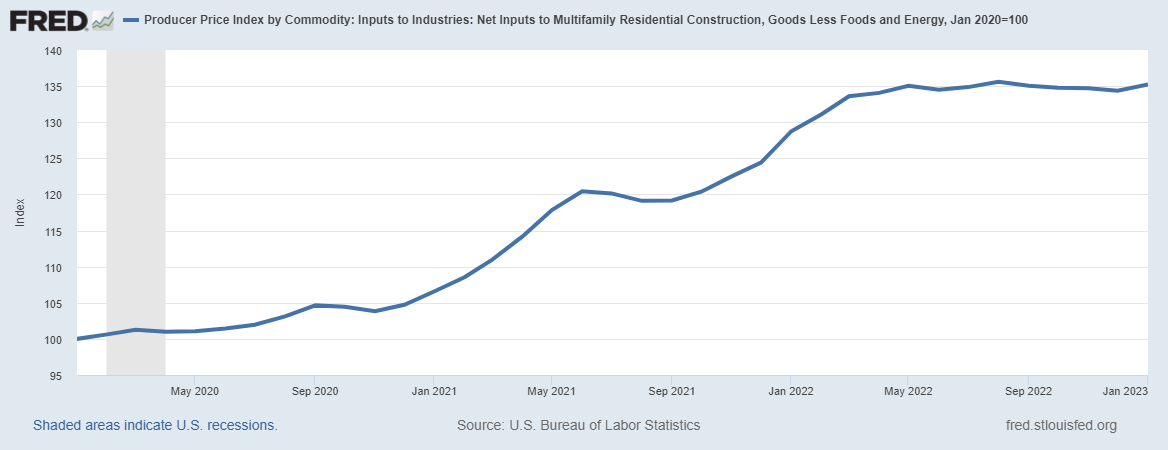 FRED
Producer Price Index by Commodity: Inputs to Industries: Net Inputs to Multifamily Residential Construction, Goods Less Foods and Energy, Jan 2020=100
140
135
130
125
120
115
110
105
100
95
Index
May 2020 Sep 2020 Jan 2021 May 2021 Sep 2021 Jan 2022 May 2022 Sep 2022 Jan 2023
Shaded areas indicate U.S. recessions. Source: U.S. Bureau of Labor Statistics fred.stlouisfed.org